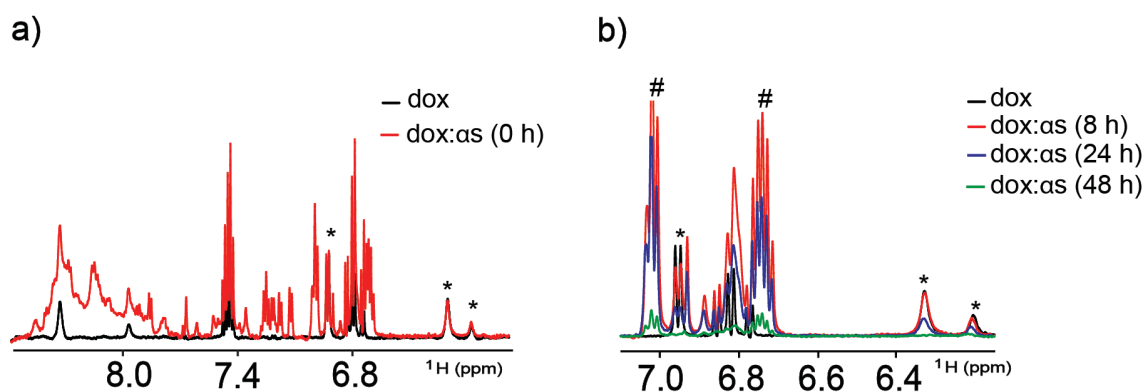 a)
dox
dox:αs (0 h)
*
*
*
8.0
7.4
6.8
¹H (ppm)
b)
#
#
dox
dox:αs (8 h)
dox:αs (24 h)
dox:αs (48 h)
*
*
*
7.0
6.8
6.6
6.4
¹H (ppm)